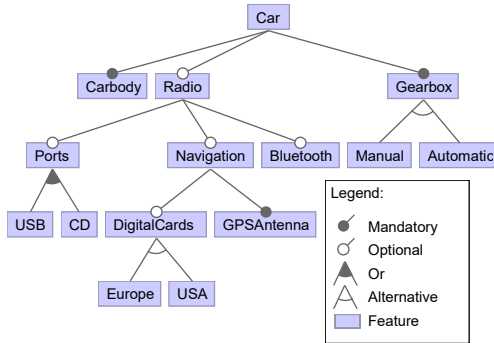 Car
Carbody Radio Gearbox
Ports Navigation Bluetooth Manual Automatic
USB CD DigitalCards GPSAntenna
Europe USA
Legend:
Mandatory
Optional
Or
Alternative
Feature